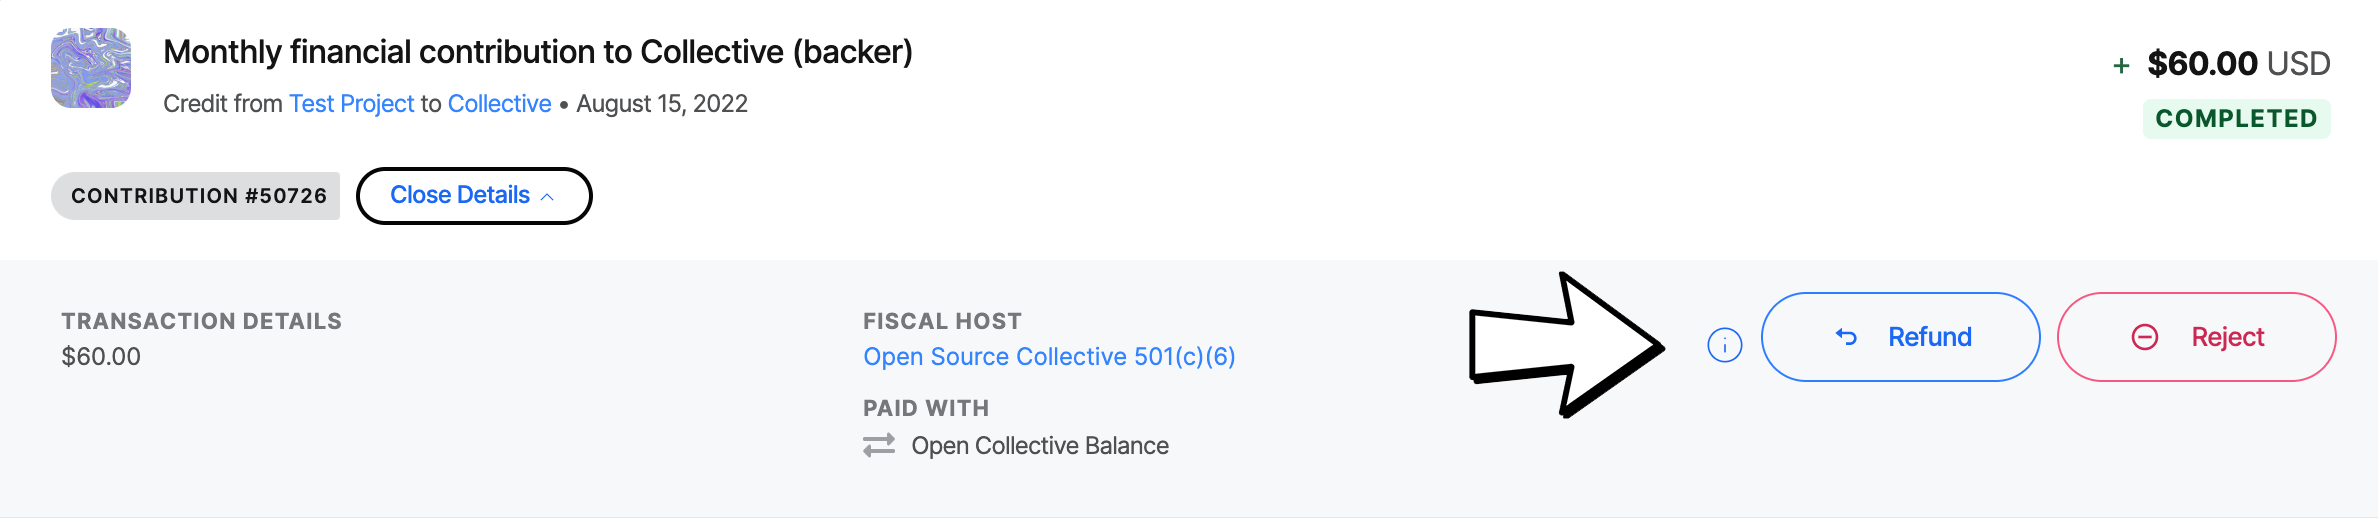 Monthly financial contribution to Collective (backer)
+ $60.00 USD
Credit from Test Project to Collective • August 15, 2022
COMPLETED
CONTRIBUTION #50726
Close Details
TRANSACTION DETAILS
$60.00
FISCAL HOST
Open Source Collective 501(c)(6)
PAID WITH
Open Collective Balance
Refund
Reject